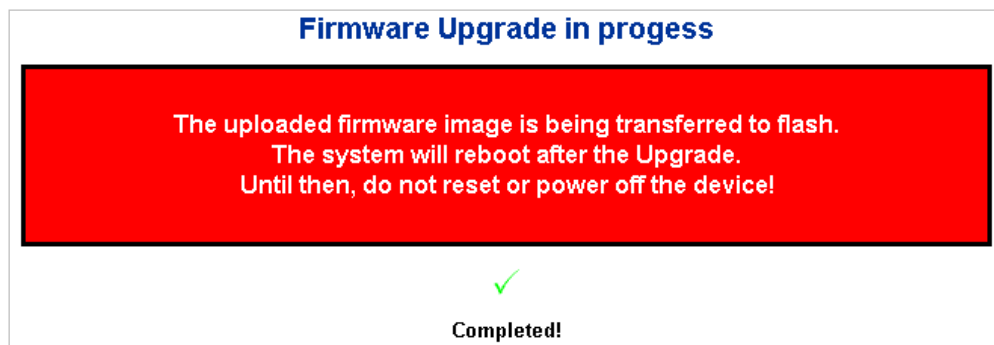 Firmware Upgrade in progess
The uploaded firmware image is being transferred to flash.
The system will reboot after the Upgrade.
Until then, do not reset or power off the device!
Completed!